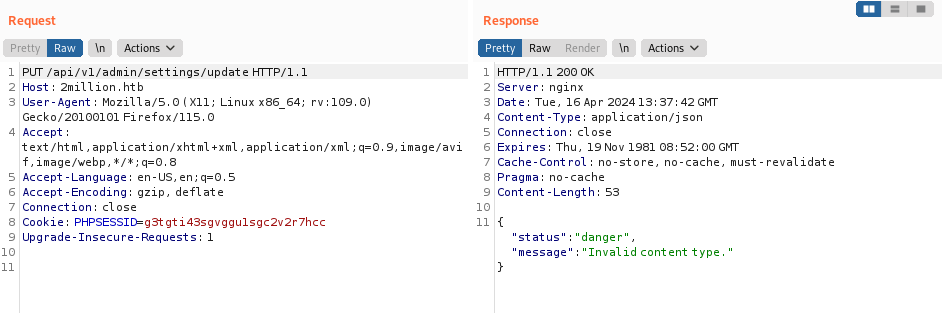 Request
Pretty Raw \n Actions
1 PUT /api/v1/admin/settings/update HTTP/1.1
2 Host: 2million.htb
3 User-Agent: Mozilla/5.0 (X11; Linux x86_64; rv:109.0)
Gecko/20100101 Firefox/115.0
4 Accept:
text/html,application/xhtml+xml,application/xml;q=0.9,image/avi
f,image/webp,*/*;q=0.8
5 Accept-Language: en-US,en;q=0.5
6 Accept-Encoding: gzip, deflate
7 Connection: close
8 Cookie: PHPSESSID=g3tgti43sgvggu1sgc2v2r7hcc
9 Upgrade-Insecure-Requests: 1
10
11
Response
Pretty Raw Render \n Actions
1 HTTP/1.1 200 OK
2 Server: nginx
3 Date: Tue, 16 Apr 2024 13:37:42 GMT
4 Content-Type: application/json
5 Connection: close
6 Expires: Thu, 19 Nov 1981 08:52:00 GMT
7 Cache-Control: no-store, no-cache, must-revalidate
8 Pragma: no-cache
9 Content-Length: 53
10
11 {
"status":"danger",
"message":"Invalid content type."
}